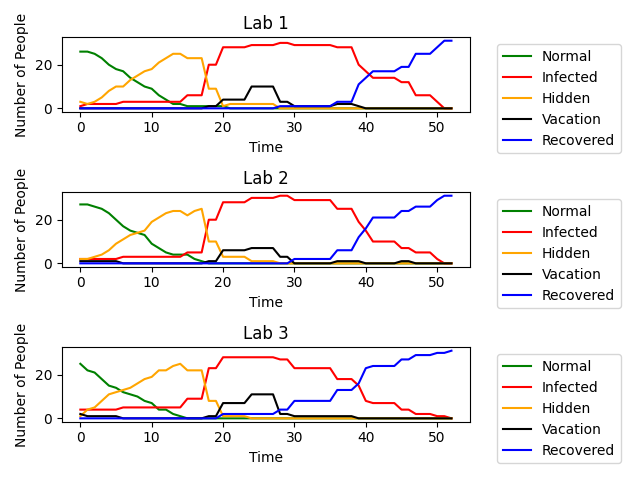 Lab 1
Number of People
20
0
0 10 20 30 40 50
Time
Normal
Infected
Hidden
Vacation
Recovered
Lab 2
Number of People
20
0
0 10 20 30 40 50
Time
Normal
Infected
Hidden
Vacation
Recovered
Lab 3
Number of People
20
0
0 10 20 30 40 50
Time
Normal
Infected
Hidden
Vacation
Recovered